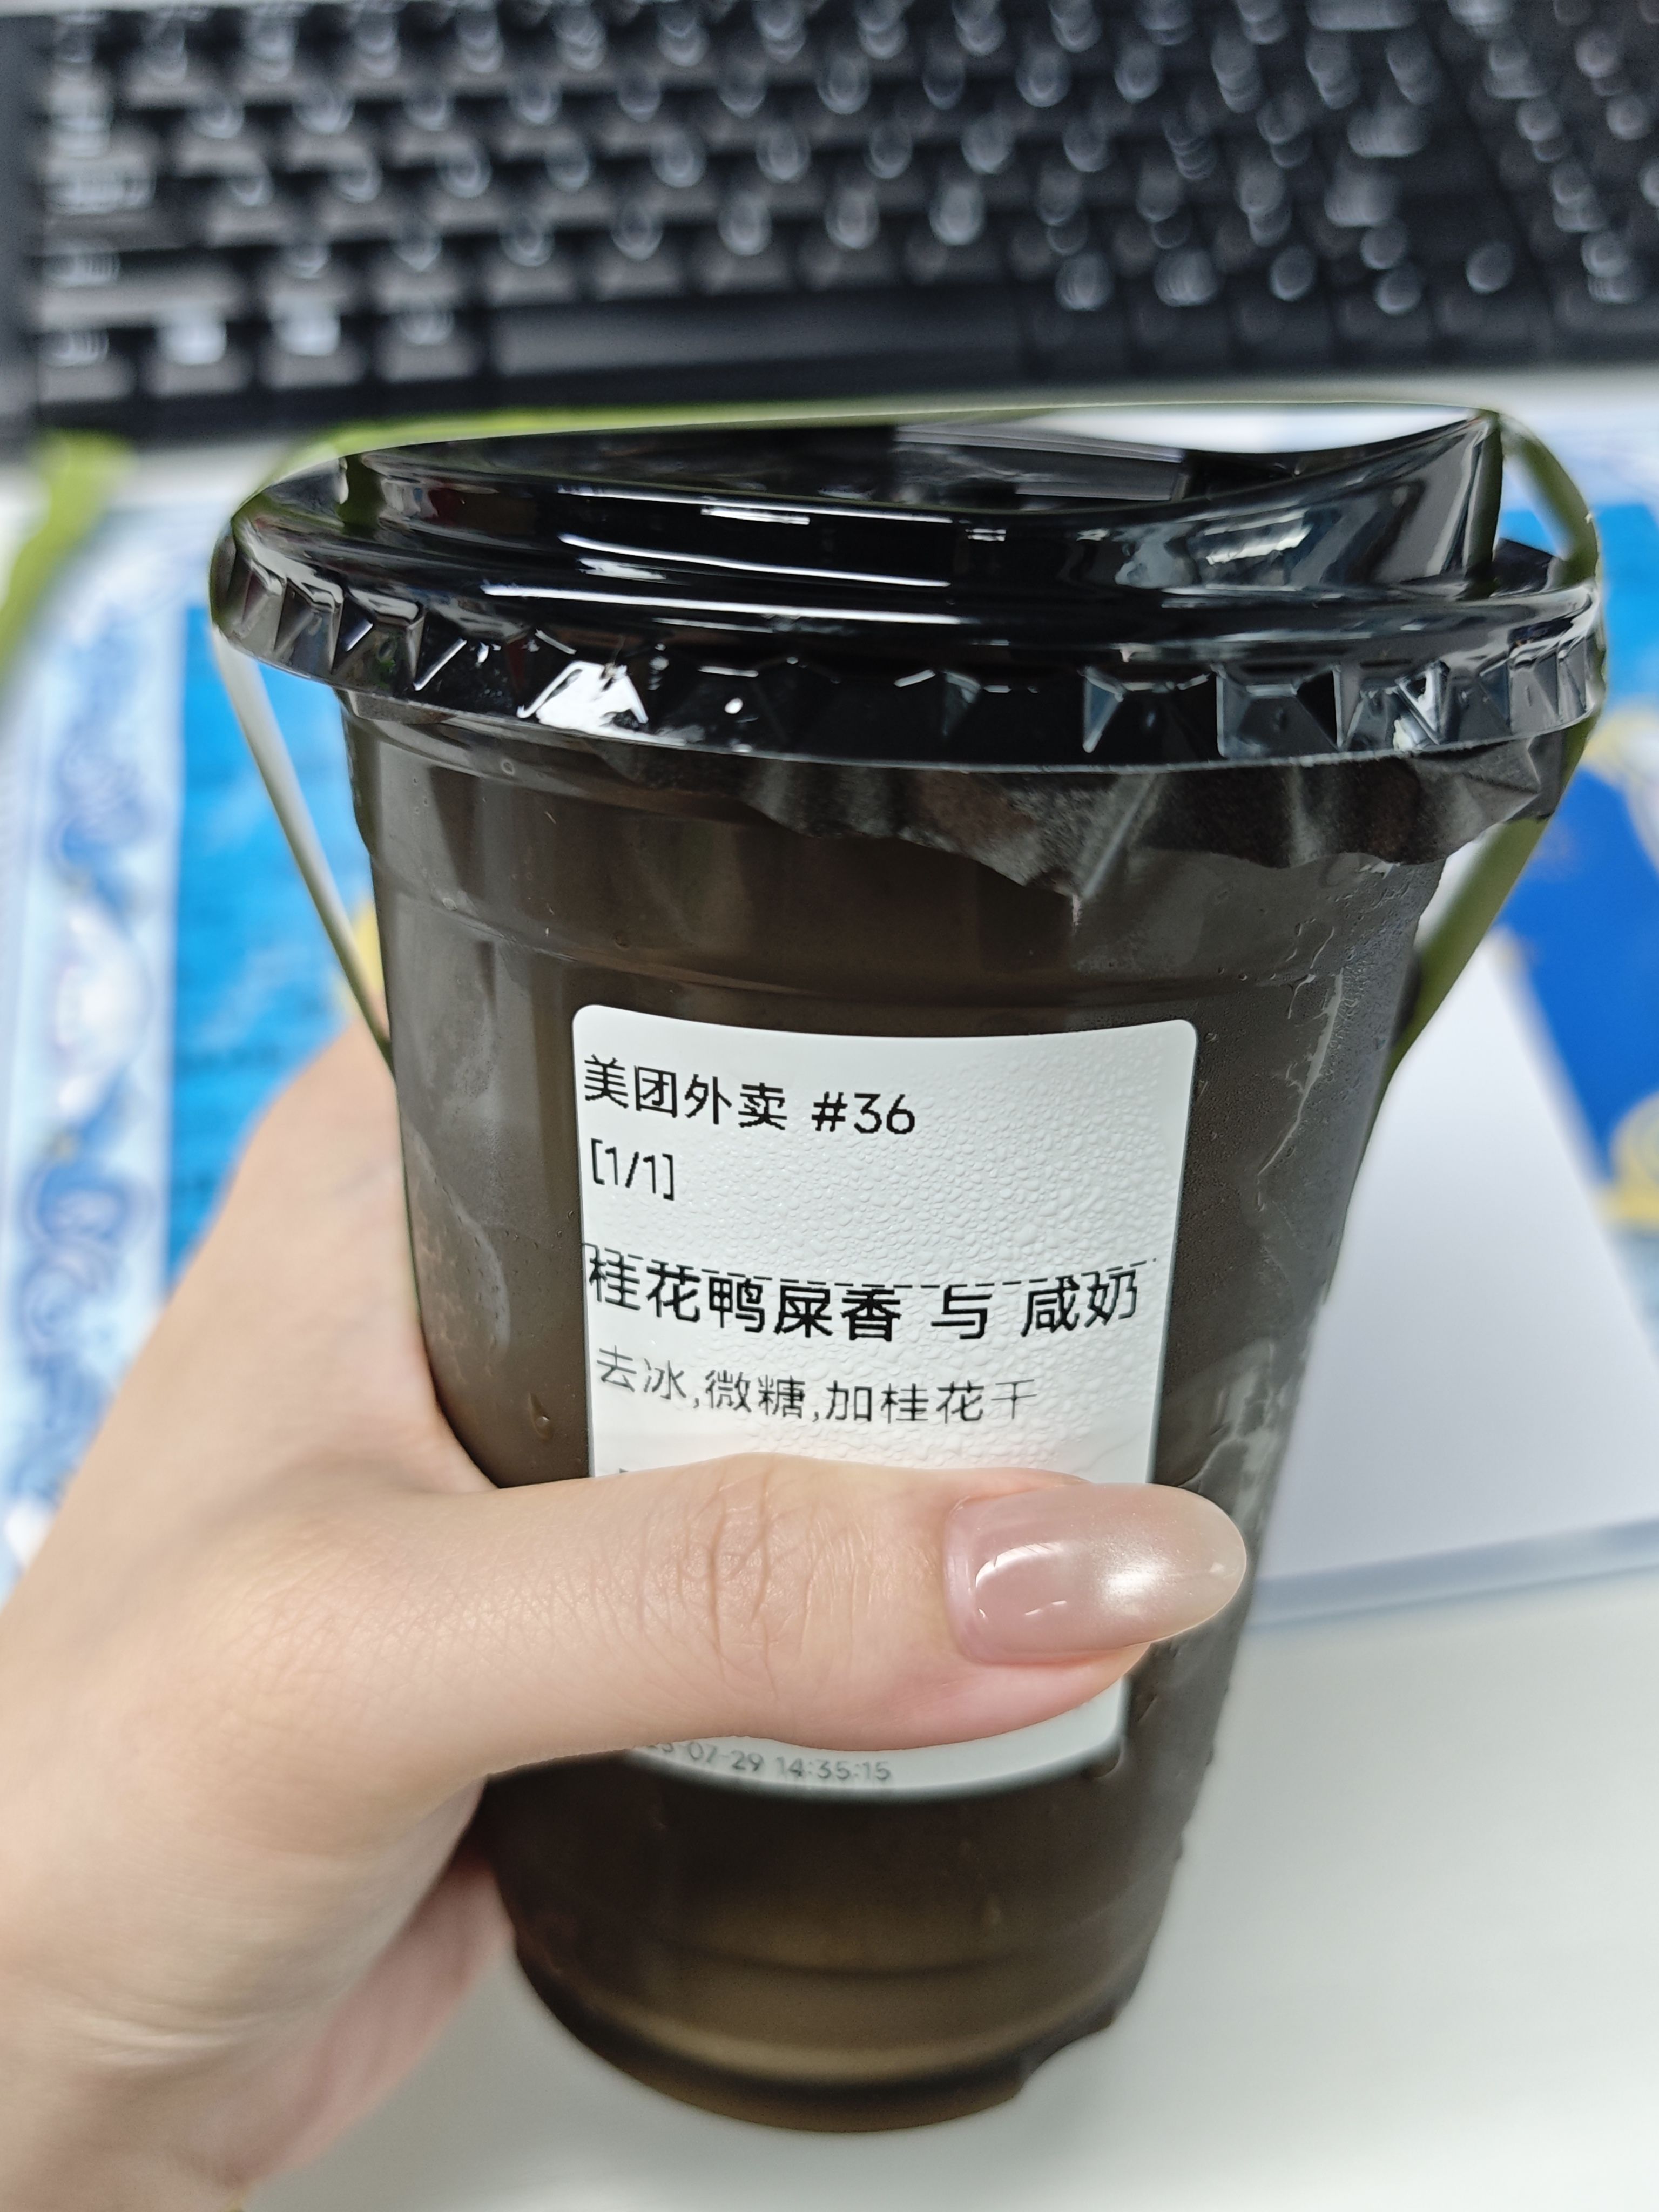 美团外卖 #36
[1/1]
桂花鸭屎香 与 咸奶
去冰,微糖,加桂花干
07-29 14:35:15